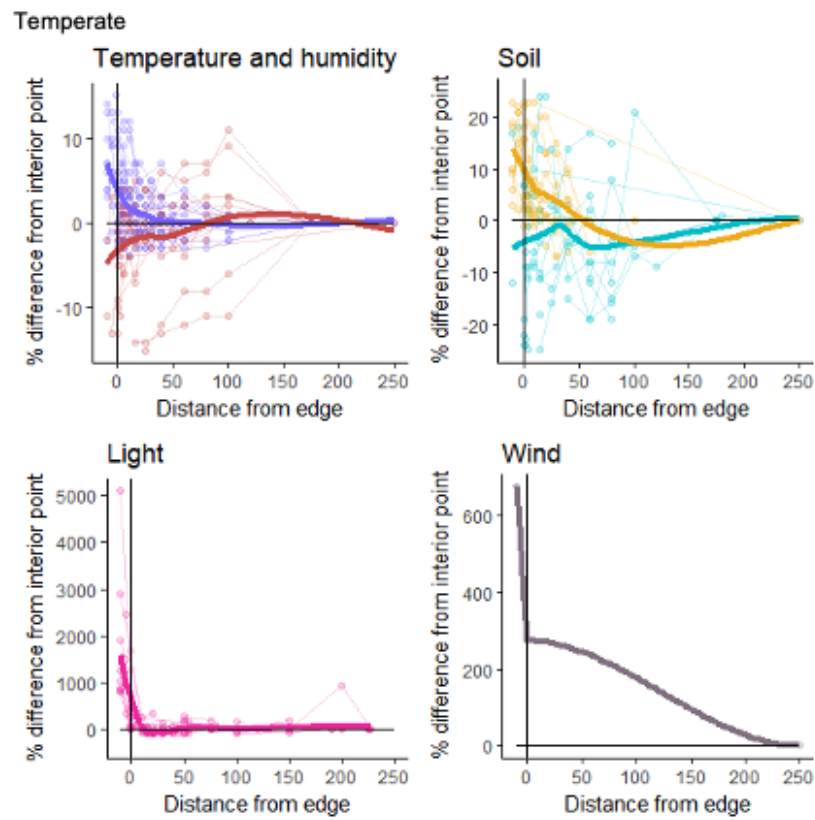 Temperate
Temperature and humidity
% difference from interior point
10
0
-10
0 50 100 150 200 250
Distance from edge
Soil
% difference from interior point
20
10
0
-10
-20
0 50 100 150 200 250
Distance from edge
Light
% difference from interior point
5000
4000
3000
2000
1000
0
0 50 100 150 200 250
Distance from edge
Wind
% difference from interior point
600
400
200
0
0 50 100 150 200 250
Distance from edge